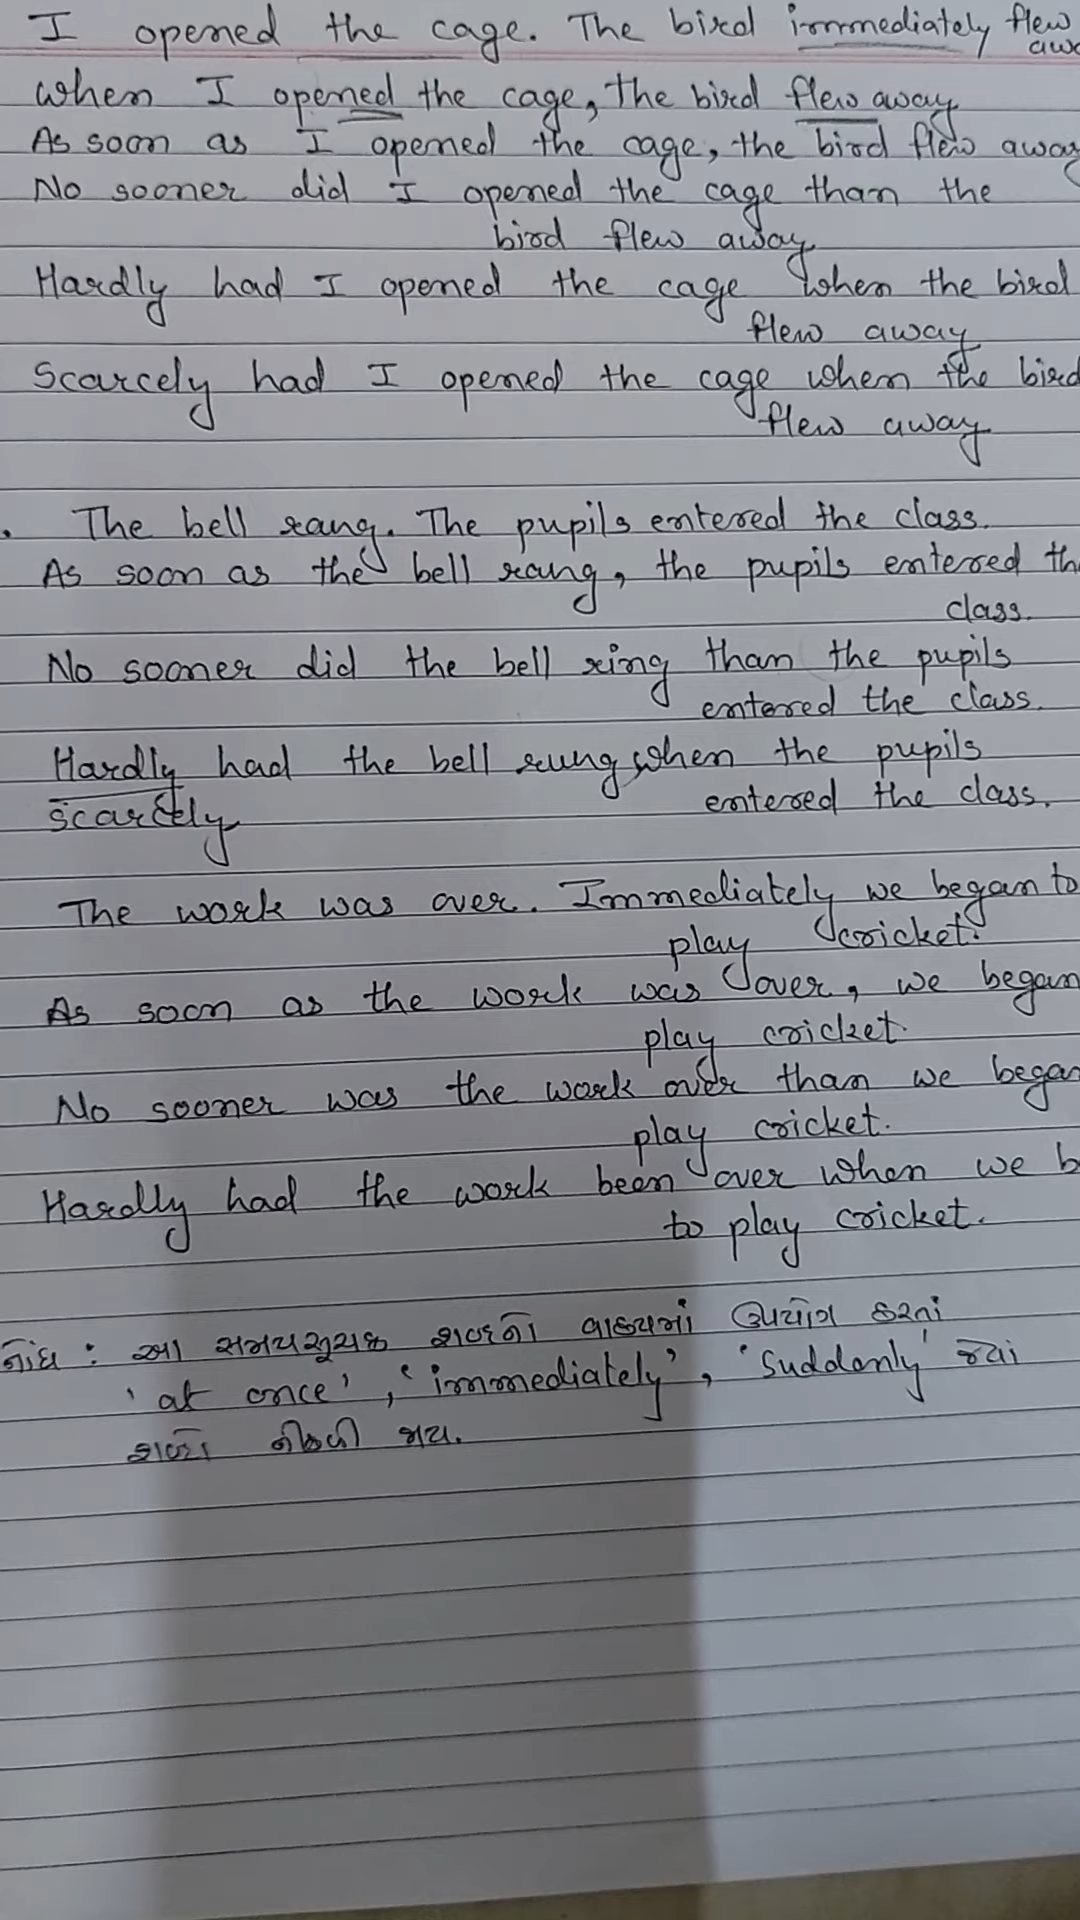 I opened the cage. The bird immediately flew
away
when I opened the cage, the bird flew away
As soon as I opened the cage, the bird flew away
No sooner did I opened the cage than the
bird flew away
Hardly had I opened the cage when the bird
flew away
Scarcely had I opened the cage when the bird
flew away
. The bell rang. The pupils entered the class.
As soon as the bell rang, the pupils entered the
class.
No sooner did the bell ring than the pupils
entered the class.
Hardly had the bell rung when the pupils
Scarcely entered the class.
The work was over. Immediately we began to
play cricket.
As soon as the work was over, we began
play cricket.
No sooner was the work over than we began
play cricket.
Hardly had the work been over when we b
to play cricket.
નોંધ : આ સમયસૂચક શબ્દનો વાક્યમાં ઉપયોગ કરતાં
'at once', 'immediately', 'suddenly' જેવાં
શબ્દો નીકળી જાય.